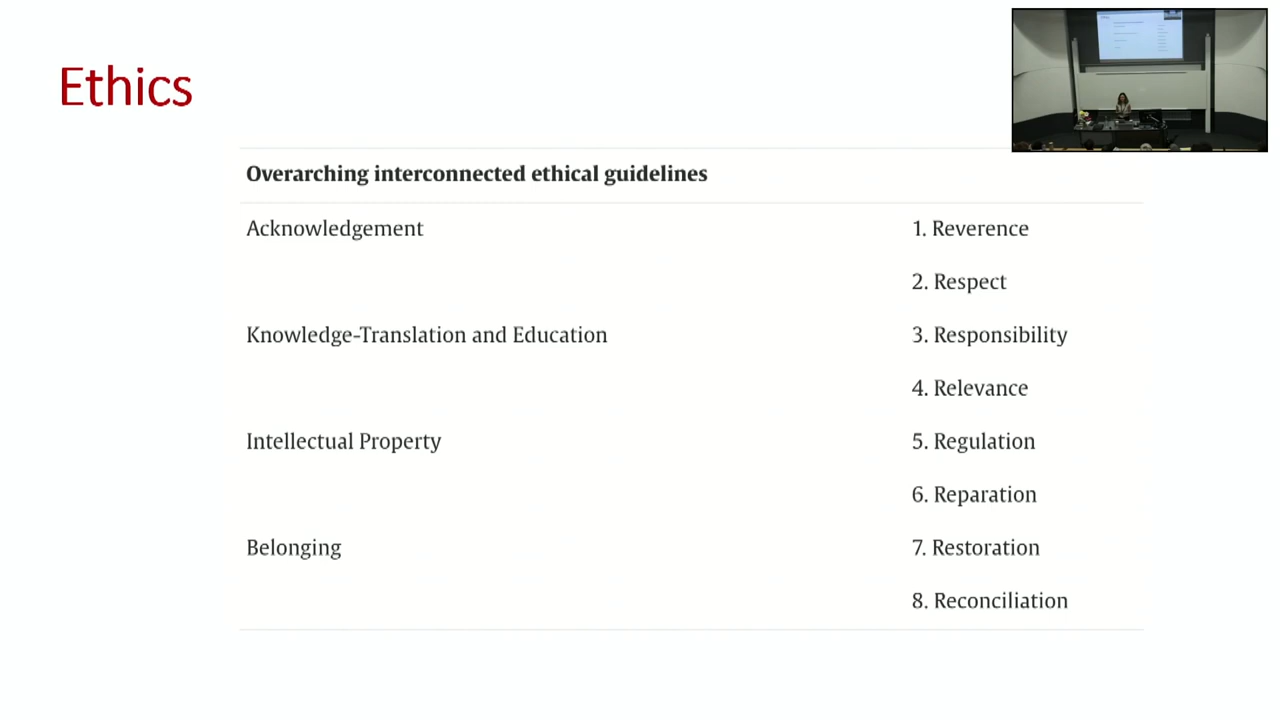 Ethics
Overarching interconnected ethical guidelines
Acknowledgement 1. Reverence
2. Respect
Knowledge-Translation and Education 3. Responsibility
4. Relevance
Intellectual Property 5. Regulation
6. Reparation
Belonging 7. Restoration
8. Reconciliation